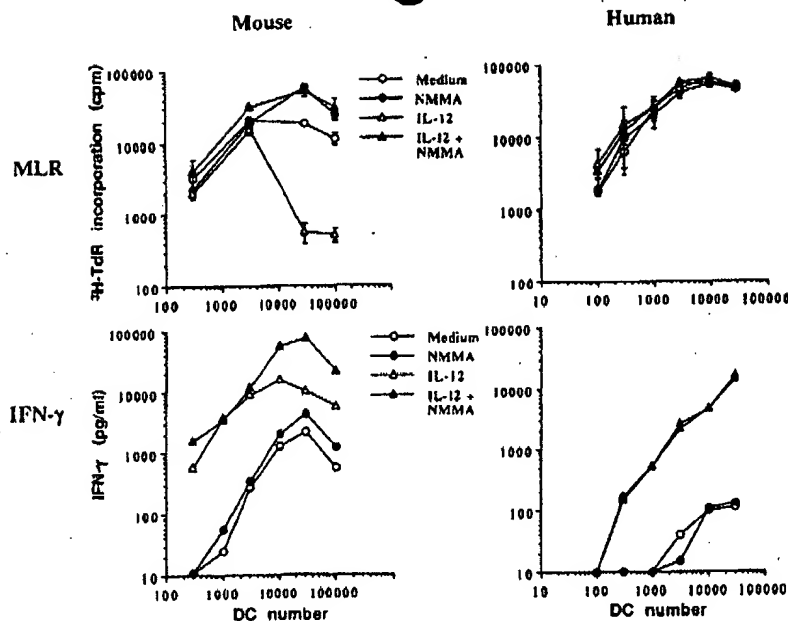 Mouse
Human
MLR
³H-TdR incorporation (cpm)
100000
10000
1000
100
100 1000 10000 100000
Medium
NMMA
IL-12
IL-12 +
NMMA
100000
10000
1000
100
10 100 1000 10000 100000
IFN-γ
IFN-γ (pg/ml)
100000
10000
1000
100
10
100 1000 10000 100000
DC number
Medium
NMMA
IL-12
IL-12 +
NMMA
100000
10000
1000
100
10
10 100 1000 10000 100000
DC number